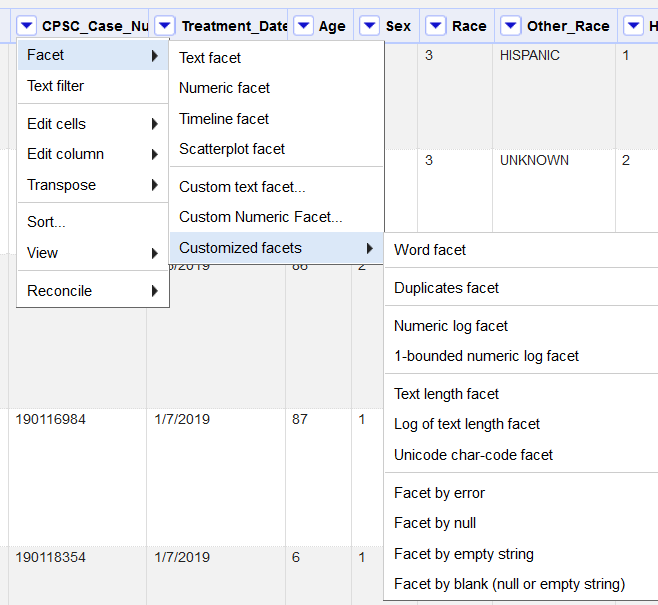 CPSC_Case_Nu Treatment_Date Age Sex Race Other_Race H
Facet
Text filter
Edit cells
Edit column
Transpose
Sort...
View
Reconcile
Text facet
Numeric facet
Timeline facet
Scatterplot facet
Custom text facet...
Custom Numeric Facet...
Customized facets
Word facet
Duplicates facet
Numeric log facet
1-bounded numeric log facet
Text length facet
Log of text length facet
Unicode char-code facet
Facet by error
Facet by null
Facet by empty string
Facet by blank (null or empty string)
3 HISPANIC 1
3 UNKNOWN 2
190116984 1/7/2019 87 1
190118354 1/7/2019 6 1